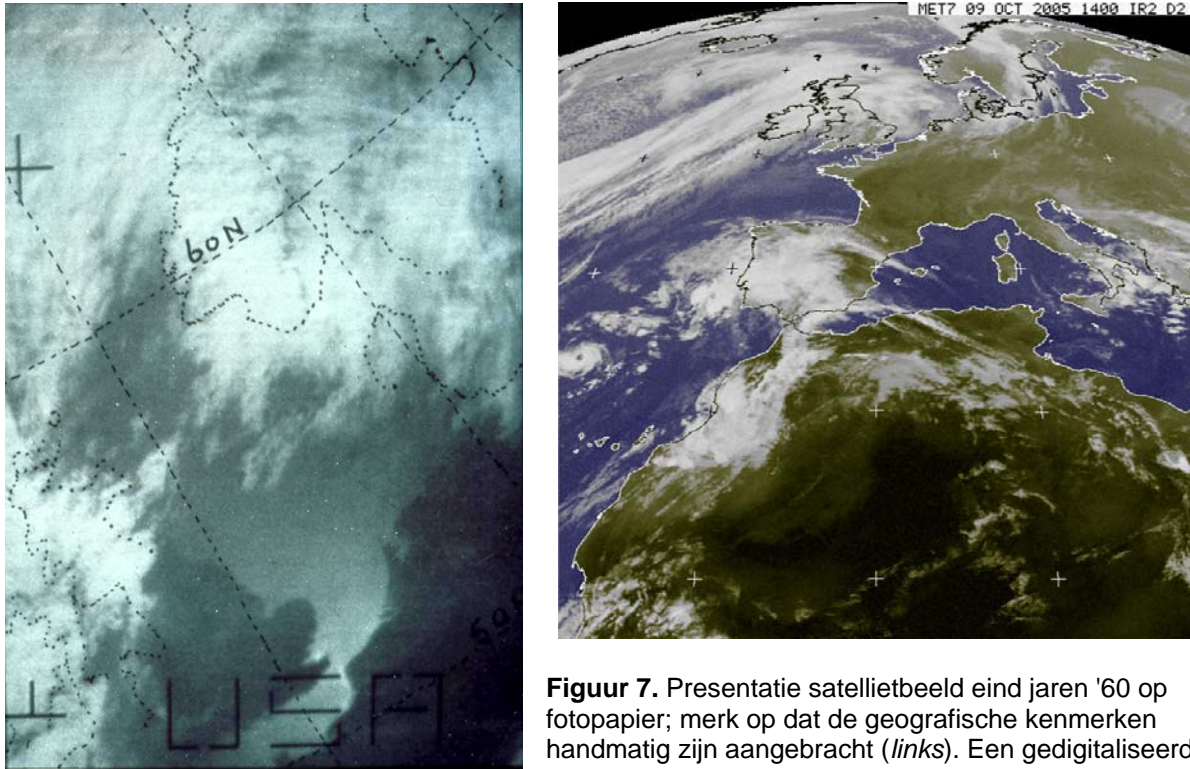 60N
USA
MET7 09 OCT 2005 1400 IR2 D2
Figuur 7. Presentatie satellietbeeld eind jaren '60 op
fotopapier; merk op dat de geografische kenmerken
handmatig zijn aangebracht (links). Een gedigitaliseerd